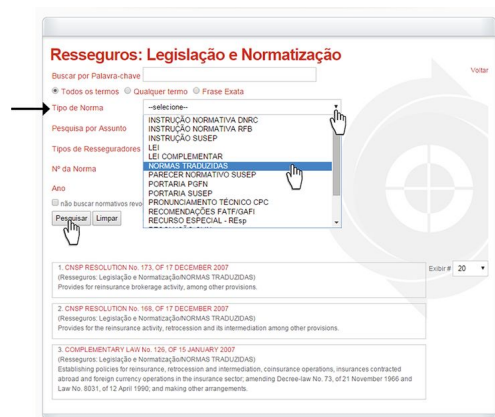 Resseguros: Legislação e Normatização
Voltar
Buscar por Palavra-chave
Todos os termos Qualquer termo Frase Exata
Tipo de Norma
--selecione--
INSTRUÇÃO NORMATIVA DNRC
INSTRUÇÃO NORMATIVA RFB
INSTRUÇÃO SUSEP
LEI
LEI COMPLEMENTAR
NORMAS TRADUZIDAS
PARECER NORMATIVO SUSEP
PORTARIA PGFN
PORTARIA SUSEP
PRONUNCIAMENTO TÉCNICO CPC
RECOMENDAÇÕES FATF/GAFI
RECURSO ESPECIAL - REsp
Pesquisa por Assunto
Tipos de Resseguradores
Nº da Norma
Ano
não buscar normativos revo
Pesquisar Limpar
Exibir # 20
1. CNSP RESOLUTION No. 173, OF 17 DECEMBER 2007
(Resseguros: Legislação e Normatização/NORMAS TRADUZIDAS)
Provides for reinsurance brokerage activity, among other provisions.
2. CNSP RESOLUTION No. 168, OF 17 DECEMBER 2007
(Resseguros: Legislação e Normatização/NORMAS TRADUZIDAS)
Provides for the reinsurance activity, retrocession and its intermediation among other provisions.
3. COMPLEMENTARY LAW No. 126, OF 15 JANUARY 2007
(Resseguros: Legislação e Normatização/NORMAS TRADUZIDAS)
Establishing policies for reinsurance, retrocession and intermediation, coinsurance operations, insurances contracted
abroad and foreign currency operations in the insurance sector; amending Decree-law No. 73, of 21 November 1966 and
Law No. 8031, of 12 April 1990; and making other arrangements.